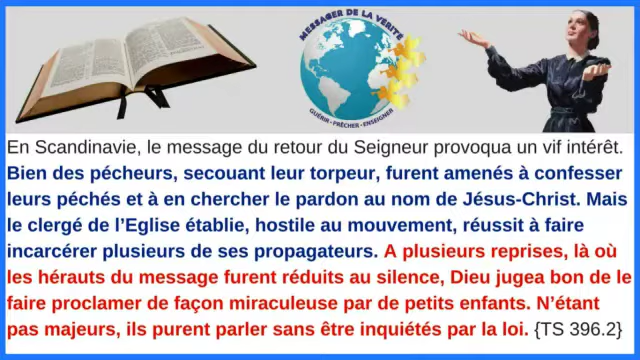 MESSAGER DE LA VÉRITÉ
GUÉRIR · PRÊCHER · ENSEIGNER
En Scandinavie, le message du retour du Seigneur provoqua un vif intérêt.
Bien des pécheurs, secouant leur torpeur, furent amenés à confesser
leurs péchés et à en chercher le pardon au nom de Jésus-Christ. Mais
le clergé de l’Eglise établie, hostile au mouvement, réussit à faire
incarcérer plusieurs de ses propagateurs. A plusieurs reprises, là où
les hérauts du message furent réduits au silence, Dieu jugea bon de le
faire proclamer de façon miraculeuse par de petits enfants. N’étant
pas majeurs, ils purent parler sans être inquiétés par la loi. {TS 396.2}